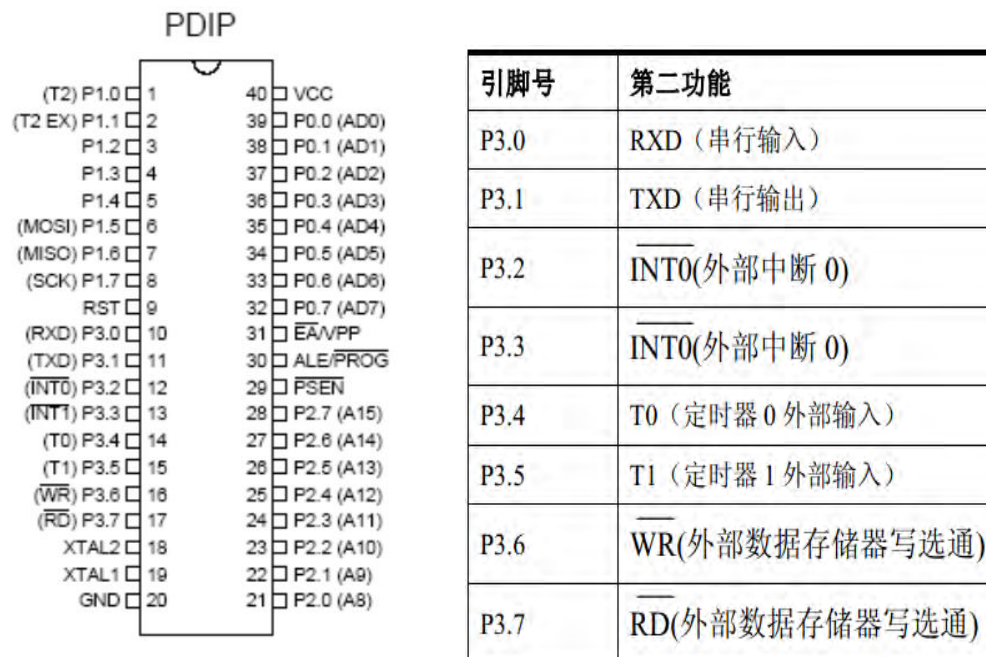 PDIP
(T2) P1.0 1
(T2 EX) P1.1 2
P1.2 3
P1.3 4
P1.4 5
(MOSI) P1.5 6
(MISO) P1.6 7
(SCK) P1.7 8
RST 9
(RXD) P3.0 10
(TXD) P3.1 11
(INT0) P3.2 12
(INT1) P3.3 13
(T0) P3.4 14
(T1) P3.5 15
(WR) P3.6 16
(RD) P3.7 17
XTAL2 18
XTAL1 19
GND 20
40 VCC
39 P0.0 (AD0)
38 P0.1 (AD1)
37 P0.2 (AD2)
36 P0.3 (AD3)
35 P0.4 (AD4)
34 P0.5 (AD5)
33 P0.6 (AD6)
32 P0.7 (AD7)
31 EA/VPP
30 ALE/PROG
29 PSEN
28 P2.7 (A15)
27 P2.6 (A14)
26 P2.5 (A13)
25 P2.4 (A12)
24 P2.3 (A11)
23 P2.2 (A10)
22 P2.1 (A9)
21 P2.0 (A8)
引脚号 第二功能
P3.0 RXD（串行输入）
P3.1 TXD（串行输出）
P3.2 INT0(外部中断 0)
P3.3 INT0(外部中断 0)
P3.4 T0（定时器 0 外部输入）
P3.5 T1（定时器 1 外部输入）
P3.6 WR(外部数据存储器写选通)
P3.7 RD(外部数据存储器写选通)